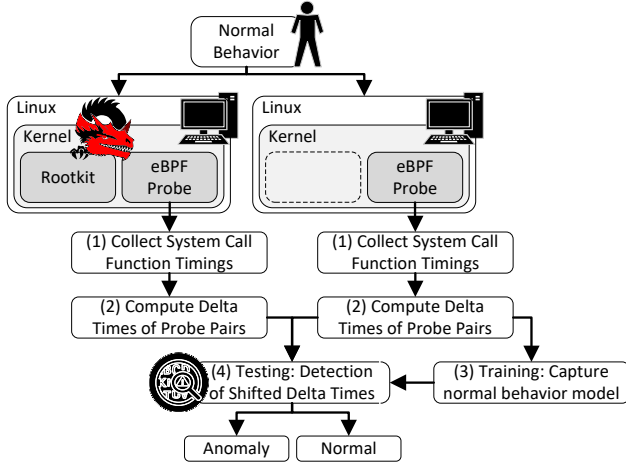 Normal
Behavior
Linux
Kernel
Rootkit
eBPF
Probe
Linux
Kernel
eBPF
Probe
(1) Collect System Call
Function Timings
(1) Collect System Call
Function Timings
(2) Compute Delta
Times of Probe Pairs
(2) Compute Delta
Times of Probe Pairs
(4) Testing: Detection
of Shifted Delta Times
(3) Training: Capture
normal behavior model
Anomaly
Normal